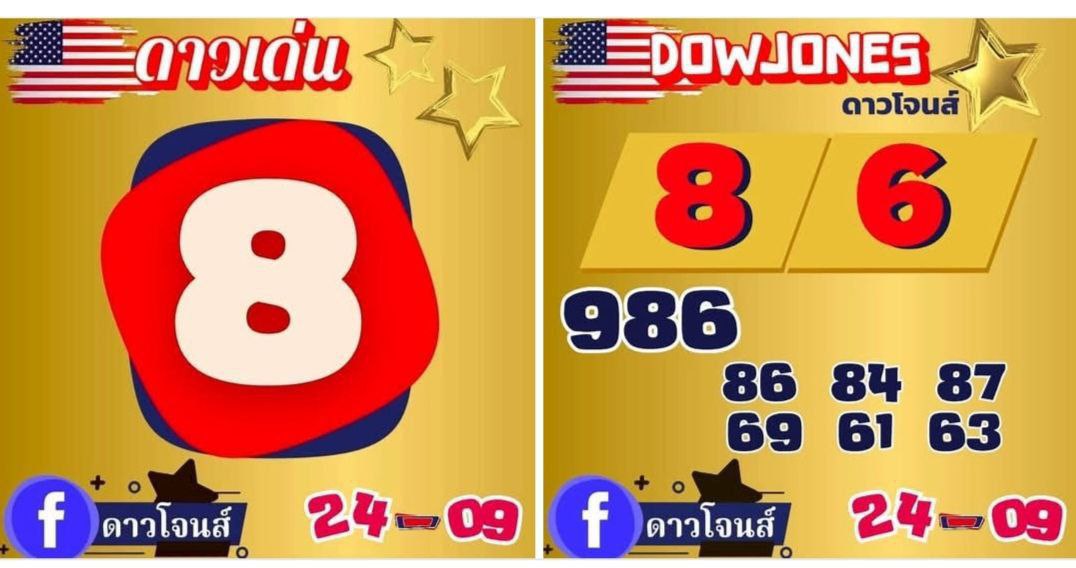 ดาวเด่น
8
f ดาวโจนส์
24-09
DOWJONES
ดาวโจนส์
8 6
986
86 84 87
69 61 63
f ดาวโจนส์
24-09